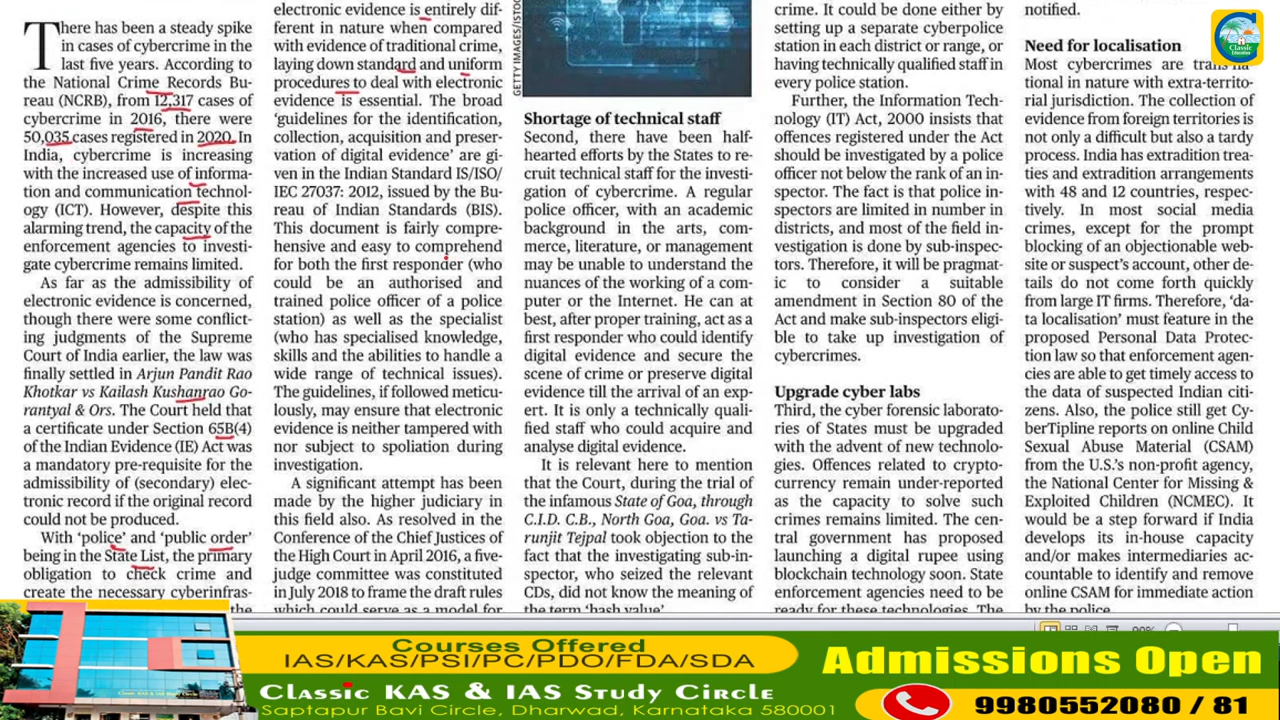 There has been a steady spike
in cases of cybercrime in the
last five years. According to
the National Crime Records Bu-
reau (NCRB), from 12,317 cases of
cybercrime in 2016, there were
50,035 cases registered in 2020. In
India, cybercrime is increasing
with the increased use of informa-
tion and communication technol-
ogy (ICT). However, despite this
alarming trend, the capacity of the
enforcement agencies to investi-
gate cybercrime remains limited.
As far as the admissibility of
electronic evidence is concerned,
though there were some conflict-
ing judgments of the Supreme
Court of India earlier, the law was
finally settled in Arjun Pandit Rao
Khotkar vs Kailash Kushanrao Go-
rantyal & Ors. The Court held that
a certificate under Section 65B(4)
of the Indian Evidence (IE) Act was
a mandatory pre-requisite for the
admissibility of (secondary) elec-
tronic record if the original record
could not be produced.
With ‘police’ and ‘public order’
being in the State List, the primary
obligation to check crime and
create the necessary cyberinfras-
the
electronic evidence is entirely dif-
ferent in nature when compared
with evidence of traditional crime,
laying down standard and uniform
procedures to deal with electronic
evidence is essential. The broad
‘guidelines for the identification,
collection, acquisition and preser-
vation of digital evidence’ are gi-
ven in the Indian Standard IS/ISO/
IEC 27037: 2012, issued by the Bu-
reau of Indian Standards (BIS).
This document is fairly compre-
hensive and easy to comprehend
for both the first responder (who
could be an authorised and
trained police officer of a police
station) as well as the specialist
(who has specialised knowledge,
skills and the abilities to handle a
wide range of technical issues).
The guidelines, if followed meticu-
lously, may ensure that electronic
evidence is neither tampered with
nor subject to spoliation during
investigation.
A significant attempt has been
made by the higher judiciary in
this field also. As resolved in the
Conference of the Chief Justices of
the High Court in April 2016, a five-
judge committee was constituted
in July 2018 to frame the draft rules
which could serve as a model for
GETTY IMAGES/ISTOC
Shortage of technical staff
Second, there have been half-
hearted efforts by the States to re-
cruit technical staff for the investi-
gation of cybercrime. A regular
police officer, with an academic
background in the arts, com-
merce, literature, or management
may be unable to understand the
nuances of the working of a com-
puter or the Internet. He can at
best, after proper training, act as a
first responder who could identify
digital evidence and secure the
scene of crime or preserve digital
evidence till the arrival of an exp-
ert. It is only a technically quali-
fied staff who could acquire and
analyse digital evidence.
It is relevant here to mention
that the Court, during the trial of
the infamous State of Goa, through
C.I.D. C.B., North Goa, Goa. vs Ta-
runjit Tejpal took objection to the
fact that the investigating sub-in-
spector, who seized the relevant
CDs, did not know the meaning of
the term ‘hash value’.
crime. It could be done either by
setting up a separate cyberpolice
station in each district or range, or
having technically qualified staff in
every police station.
Further, the Information Tech-
nology (IT) Act, 2000 insists that
offences registered under the Act
should be investigated by a police
officer not below the rank of an in-
spector. The fact is that police in-
spectors are limited in number in
districts, and most of the field in-
vestigation is done by sub-inspec-
tors. Therefore, it will be pragmat-
ic to consider a suitable
amendment in Section 80 of the
Act and make sub-inspectors eligi-
ble to take up investigation of
cybercrimes.
Upgrade cyber labs
Third, the cyber forensic laborato-
ries of States must be upgraded
with the advent of new technolo-
gies. Offences related to crypto-
currency remain under-reported
as the capacity to solve such
crimes remains limited. The cen-
tral government has proposed
launching a digital rupee using
blockchain technology soon. State
enforcement agencies need to be
ready for these technologies. The
notified.
Need for localisation
Most cybercrimes are trans-na-
tional in nature with extra-territo-
rial jurisdiction. The collection of
evidence from foreign territories is
not only a difficult but also a tardy
process. India has extradition trea-
ties and extradition arrangements
with 48 and 12 countries, respec-
tively. In most social media
crimes, except for the prompt
blocking of an objectionable web-
site or suspect’s account, other de-
tails do not come forth quickly
from large IT firms. Therefore, ‘da-
ta localisation’ must feature in the
proposed Personal Data Protec-
tion law so that enforcement agen-
cies are able to get timely access to
the data of suspected Indian citi-
zens. Also, the police still get Cy-
berTipline reports on online Child
Sexual Abuse Material (CSAM)
from the U.S.’s non-profit agency,
the National Center for Missing &
Exploited Children (NCMEC). It
would be a step forward if India
develops its in-house capacity
and/or makes intermediaries ac-
countable to identify and remove
online CSAM for immediate action
by the police.
Classic
Education
Courses Offered
IAS/KAS/PSI/PC/PDO/FDA/SDA
Classic KAS & IAS Study Circle
Saptapur Bavi Circle, Dharwad, Karnataka 580001
Admissions Open
9980552080 / 81